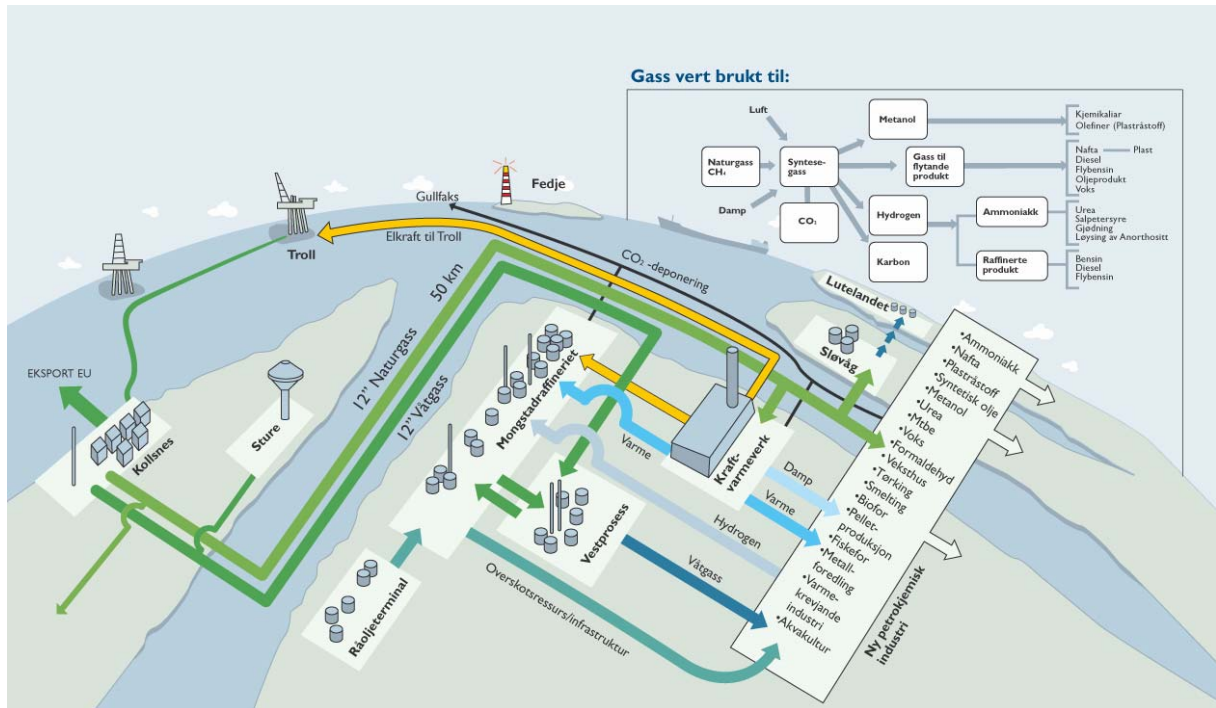 Gass vert brukt til:
Luft
Naturgass
CH₄
Damp
Syntese-
gass
CO₂
Metanol
Gass til
flytande
produkt
Hydrogen
Karbon
Ammoniakk
Raffinerte
produkt
Kjemikaliar
Olefiner (Plastråstoff)
Nafta
Plast
Diesel
Flybensin
Oljeprodukt
Voks
Urea
Salpetersyre
Gjødning
Løysing av Anorthositt
Bensin
Diesel
Flybensin
Fedje
Gullfaks
Troll
Elkraft til Troll
CO₂ -deponering
50 km
12” Naturgass
12” Våtgass
EKSPORT EU
Kollsnes
Sture
Mongstadraffineriet
Lutelandet
Sløvåg
Kraft-
varmeverk
Varme
Damp
Varme
Hydrogen
Vestprosess
Våtgass
Råoljeterminal
Overskotsressurs/infrastruktur
•Ammoniakk
•Nafta
•Plastråstoff
•Syntetisk olje
•Metanol
•Urea
•Mtbe
•Voks
•Formaldehyd
•Veksthus
•Tørking
•Smelting
•Biofor
•Pellet-
produksjon
•Fiskefor
•Metall-
foredling
•Varme-
krevjande
industri
•Akvakultur
Ny petrokjemisk
industri